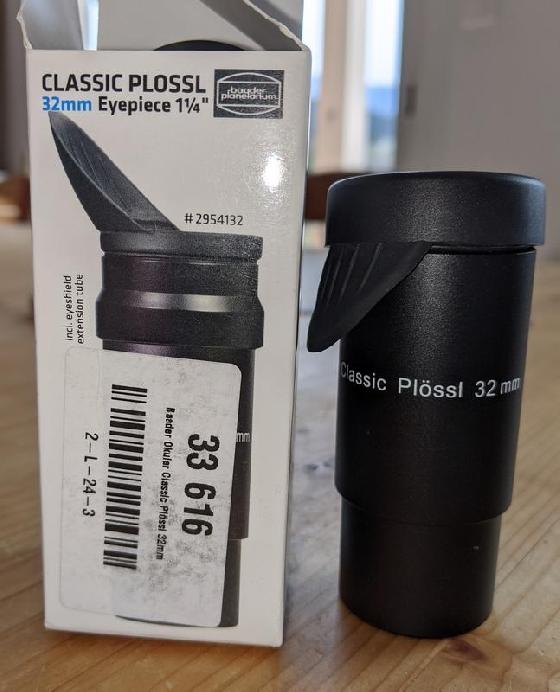 CLASSIC PLOSSL
32mm Eyepiece 1¼"
baader
planetarium
#2954132
incl. eyeshield
extension tube
mm
33 616
Baader Okular Classic Plössl 32mm
2-L-24-3
Classic Plössl 32 mm